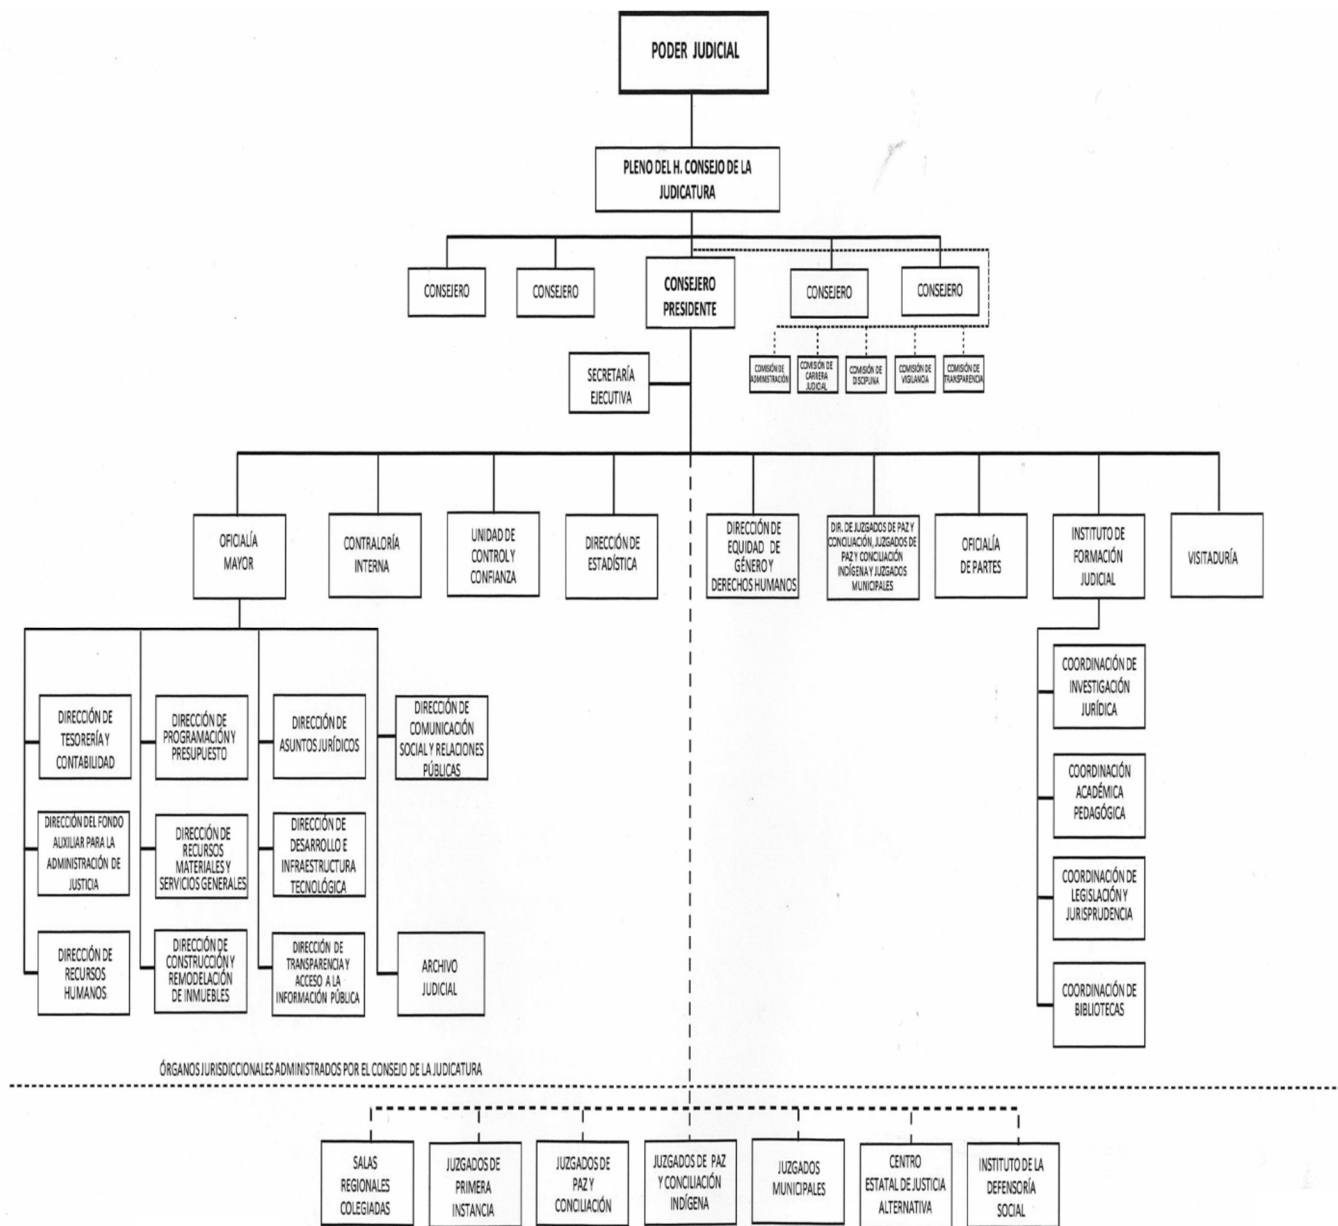 PODER JUDICIAL
PLENO DEL H. CONSEJO DE LA
JUDICATURA
CONSEJERO
CONSEJERO
CONSEJERO
PRESIDENTE
CONSEJERO
CONSEJERO
SECRETARÍA
EJECUTIVA
COMISIÓN DE
ADMINISTRACIÓN
COMISIÓN DE
CARRERA
JUDICIAL
COMISIÓN DE
DISCIPLINA
COMISIÓN DE
VIGILANCIA
COMISIÓN DE
TRANSPARENCIA
OFICIALÍA
MAYOR
CONTRALORÍA
INTERNA
UNIDAD DE
CONTROL Y
CONFIANZA
DIRECCIÓN DE
ESTADÍSTICA
DIRECCIÓN DE
EQUIDAD DE
GÉNERO Y
DERECHOS HUMANOS
DIR. DE JUZGADOS DE PAZ Y
CONCILIACIÓN, JUZGADOS DE
PAZ Y CONCILIACIÓN
INDÍGENA Y JUZGADOS
MUNICIPALES
OFICIALÍA
DE PARTES
INSTITUTO DE
FORMACIÓN
JUDICIAL
VISITADURÍA
DIRECCIÓN DE
TESORERÍA Y
CONTABILIDAD
DIRECCIÓN DE
PROGRAMACIÓN Y
PRESUPUESTO
DIRECCIÓN DE
ASUNTOS JURÍDICOS
DIRECCIÓN DE
COMUNICACIÓN
SOCIAL Y RELACIONES
PÚBLICAS
DIRECCIÓN DEL FONDO
AUXILIAR PARA LA
ADMINISTRACIÓN DE
JUSTICIA
DIRECCIÓN DE
RECURSOS
MATERIALES Y
SERVICIOS GENERALES
DIRECCIÓN DE
DESARROLLO E
INFRAESTRUCTURA
TECNOLÓGICA
DIRECCIÓN DE
RECURSOS
HUMANOS
DIRECCIÓN DE
CONSTRUCCIÓN Y
REMODELACIÓN
DE INMUEBLES
DIRECCIÓN DE
TRANSPARENCIA Y
ACCESO A LA
INFORMACIÓN PÚBLICA
ARCHIVO
JUDICIAL
COORDINACIÓN DE
INVESTIGACIÓN
JURÍDICA
COORDINACIÓN
ACADÉMICA
PEDAGÓGICA
COORDINACIÓN DE
LEGISLACIÓN Y
JURISPRUDENCIA
COORDINACIÓN DE
BIBLIOTECAS
ÓRGANOS JURISDICCIONALES ADMINISTRADOS POR EL CONSEJO DE LA JUDICATURA
SALAS
REGIONALES
COLEGIADAS
JUZGADOS DE
PRIMERA
INSTANCIA
JUZGADOS DE
PAZ Y
CONCILIACIÓN
JUZGADOS DE PAZ
Y CONCILIACIÓN
INDÍGENA
JUZGADOS
MUNICIPALES
CENTRO
ESTATAL DE JUSTICIA
ALTERNATIVA
INSTITUTO DE LA
DEFENSORÍA
SOCIAL